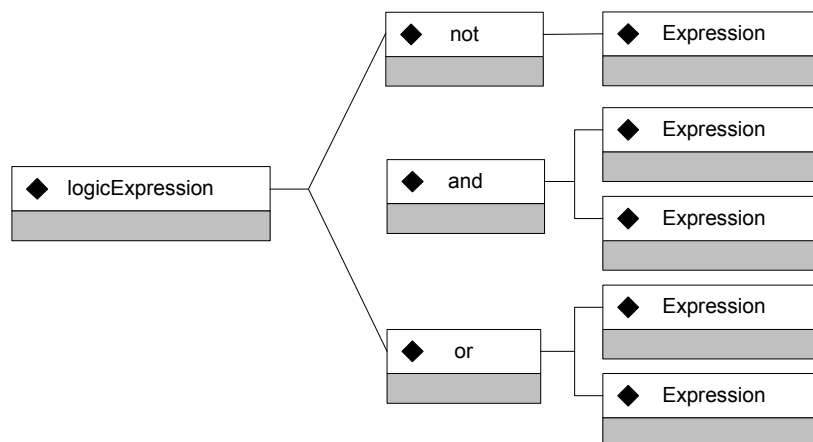 not
Expression
Expression
logicExpression
and
Expression
Expression
or
Expression